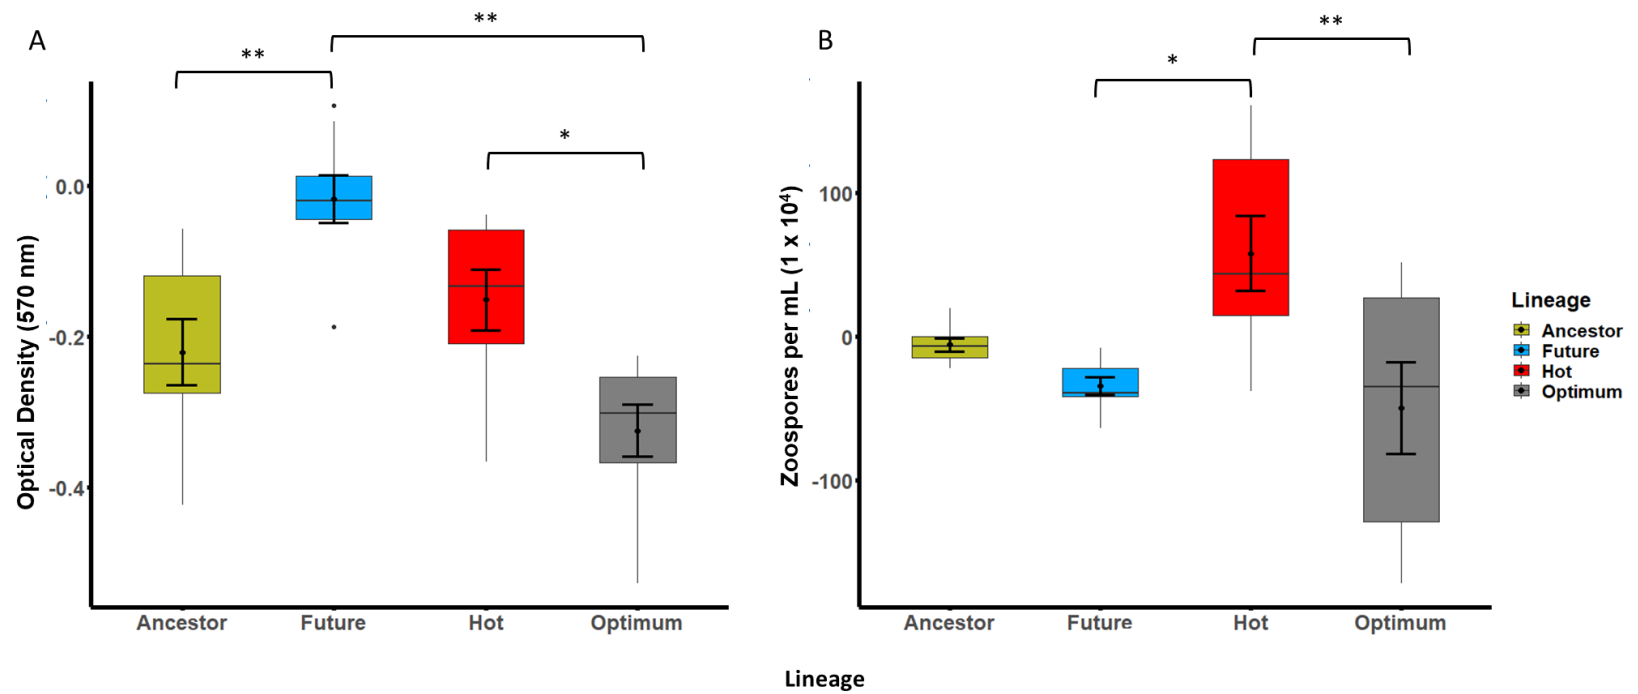 A
**
**
*
0.0
-0.2
-0.4
Optical Density (570 nm)
Ancestor
Future
Hot
Optimum
B
*
**
100
0
-100
Zoospores per mL (1 x 10⁴)
Ancestor
Future
Hot
Optimum
Lineage
Ancestor
Future
Hot
Optimum
Lineage